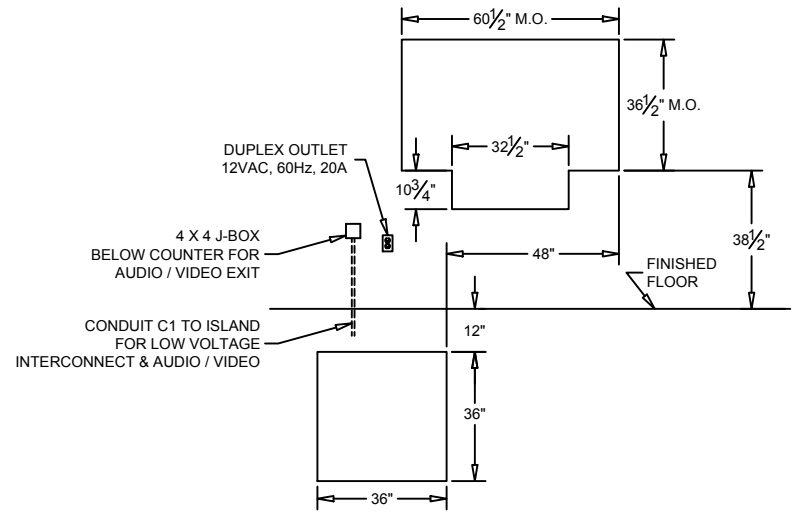 60½" M.O.
36½" M.O.
DUPLEX OUTLET
12VAC, 60Hz, 20A
32½"
10¾"
4 X 4 J-BOX
BELOW COUNTER FOR
AUDIO / VIDEO EXIT
38½"
48"
FINISHED
FLOOR
12"
CONDUIT C1 TO ISLAND
FOR LOW VOLTAGE
INTERCONNECT & AUDIO / VIDEO
36"
36"